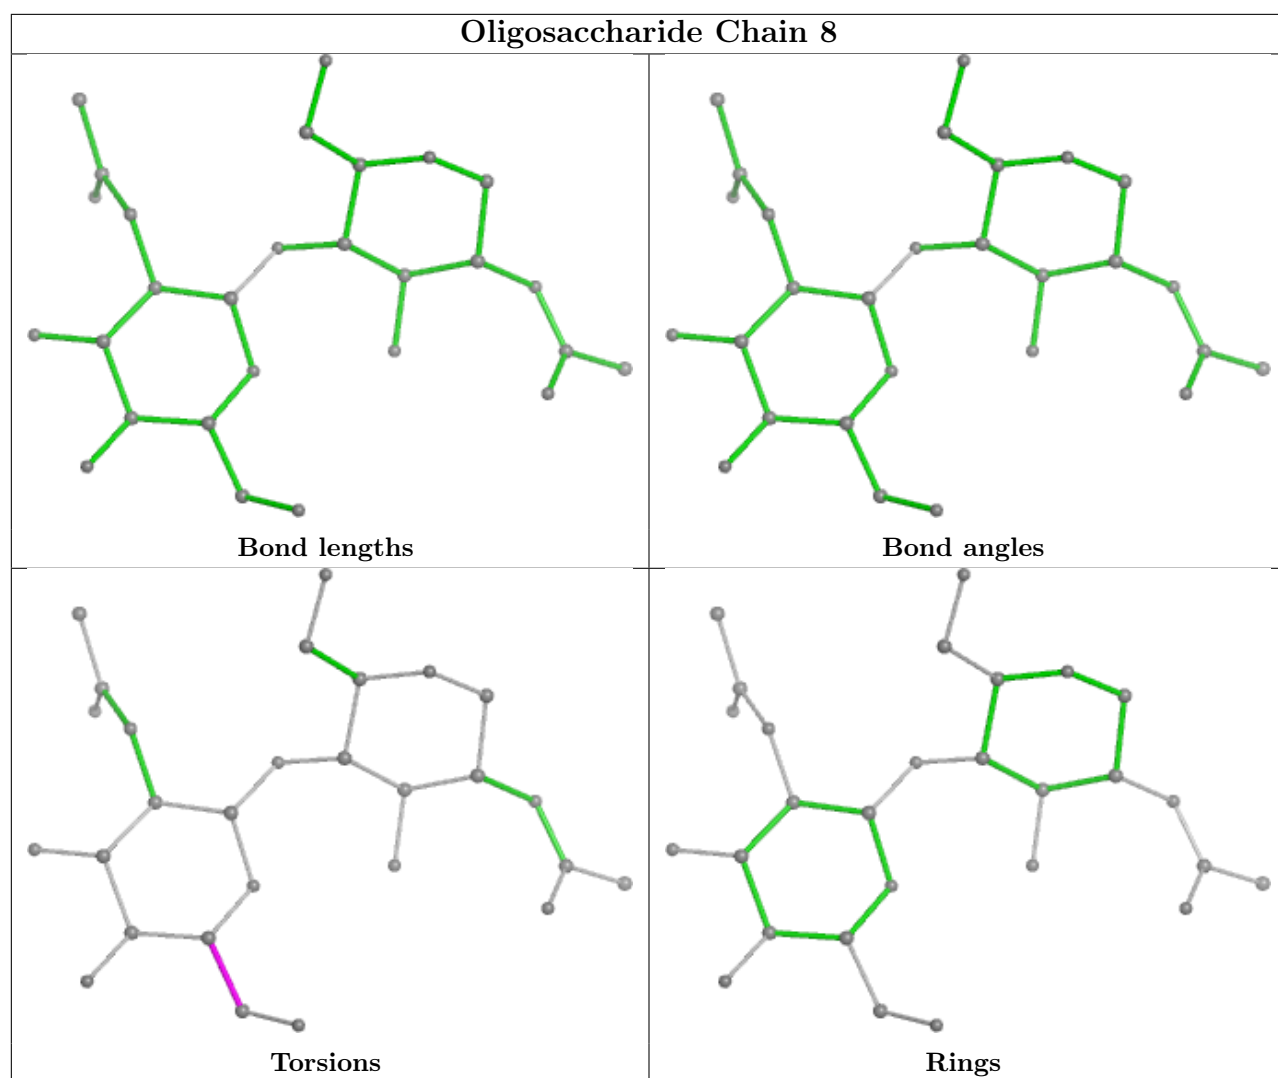 Oligosaccharide Chain 8
Bond lengths
Bond angles
Torsions
Rings